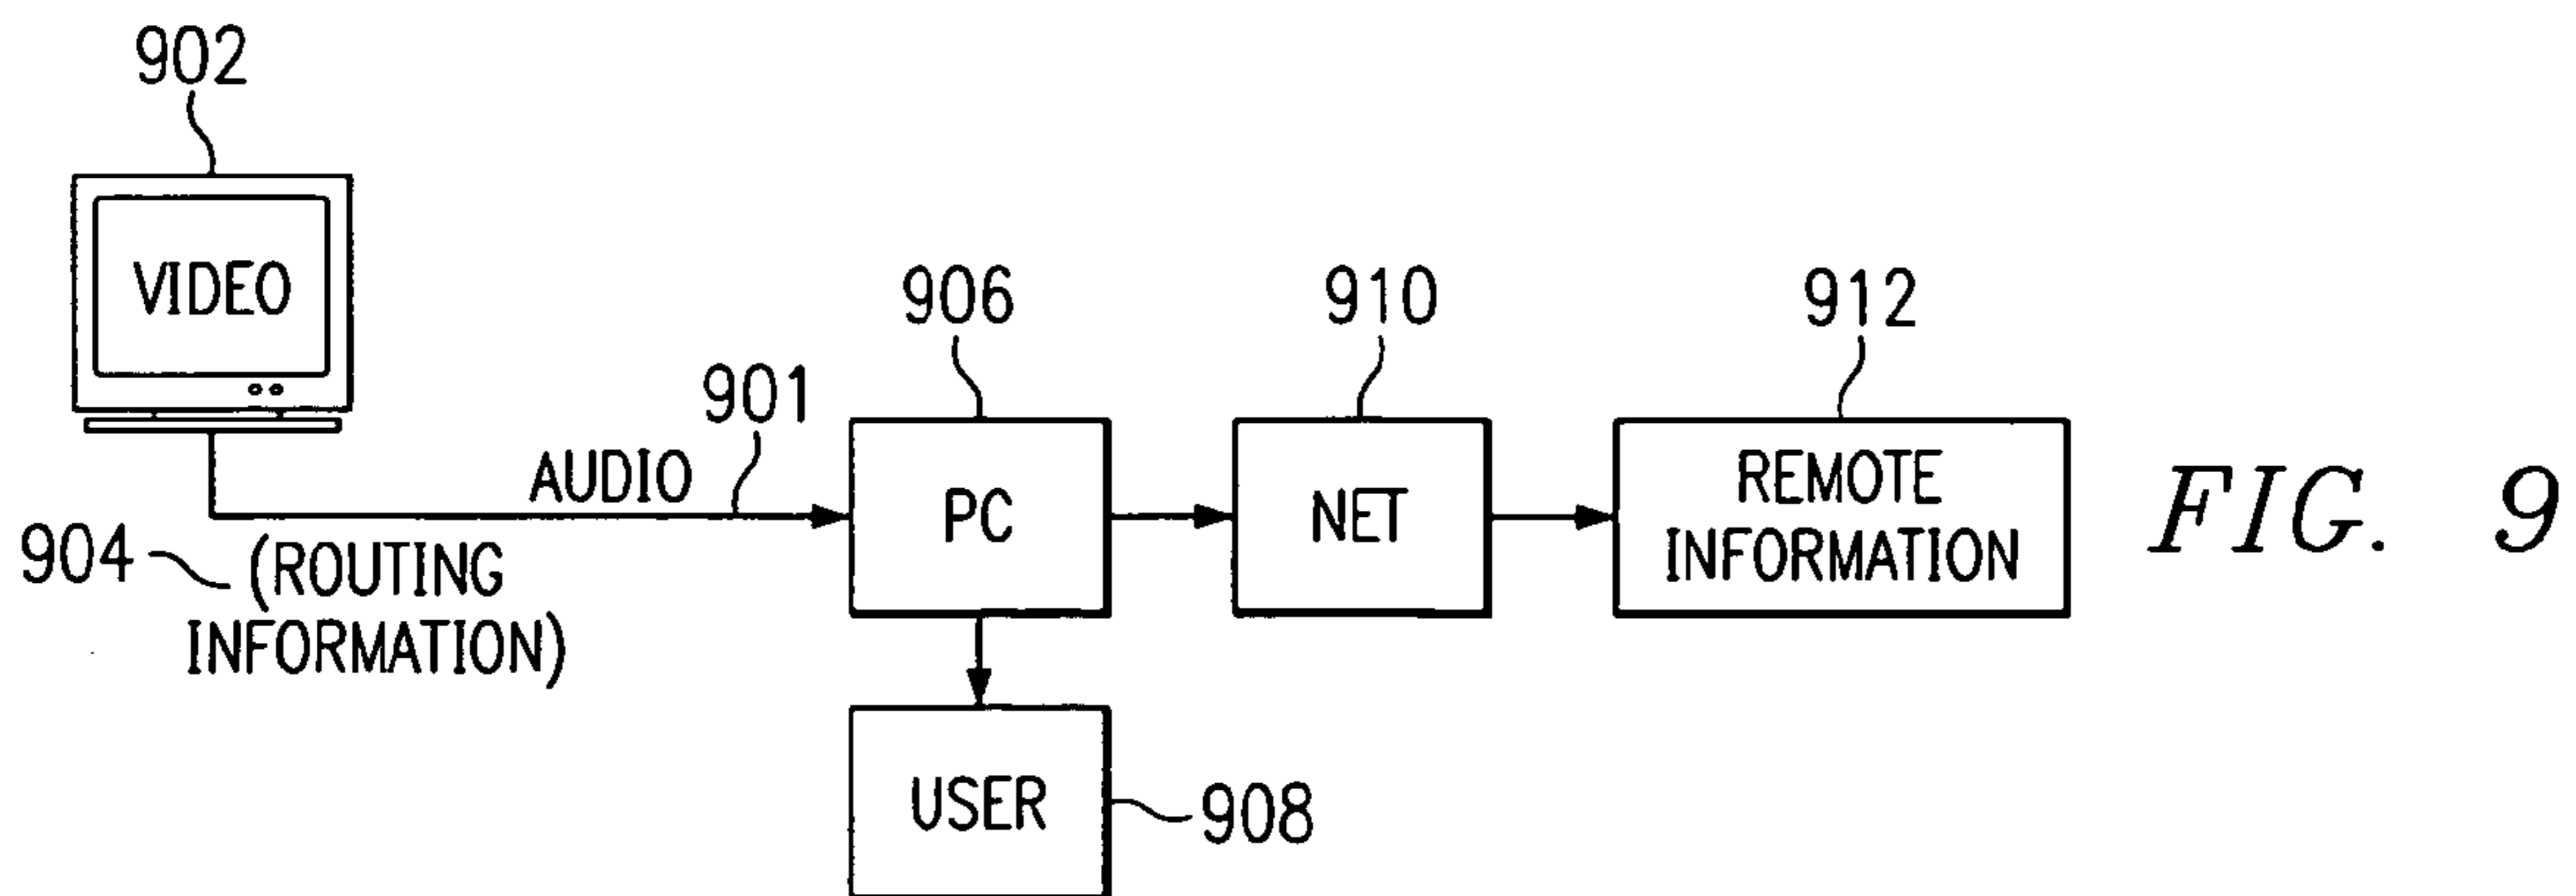 902
VIDEO
901
AUDIO
904
(ROUTING
INFORMATION)
906
PC
910
NET
912
REMOTE
INFORMATION
USER
908
FIG. 9